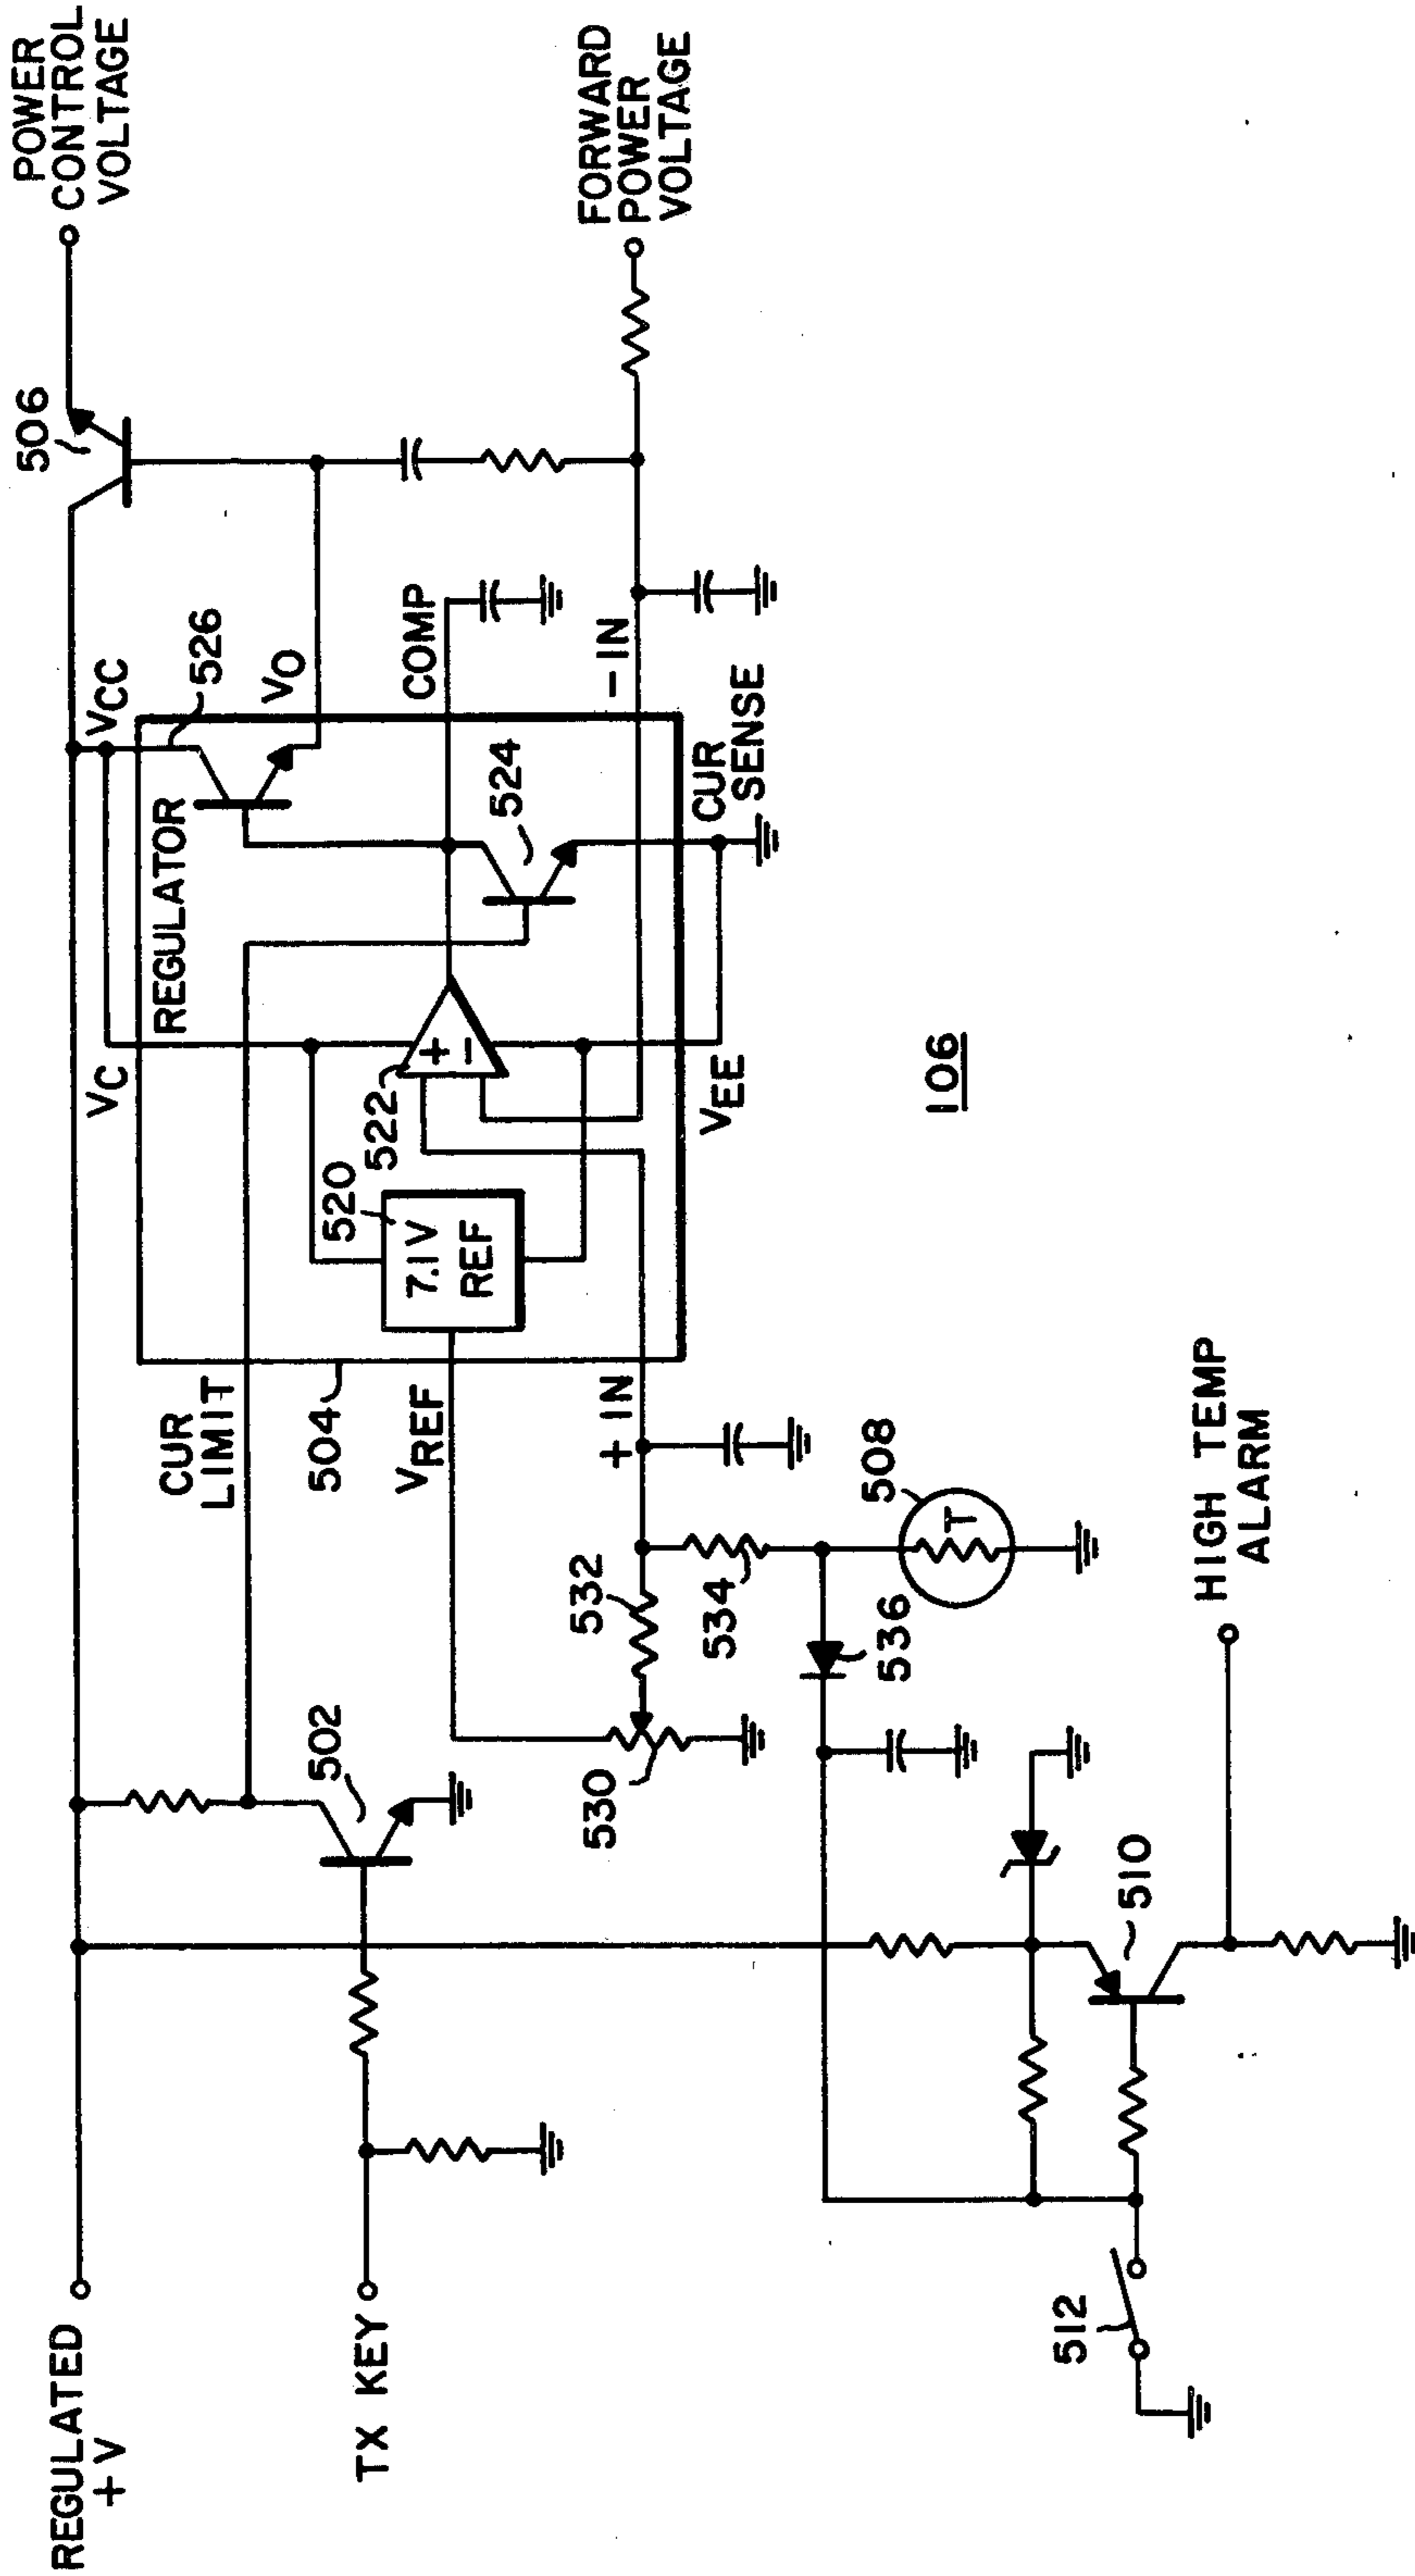 POWER
CONTROL
VOLTAGE
506
FORWARD
POWER
VOLTAGE
VCC
526
VO
COMP
-IN
REGULATOR
524
CUR
SENSE
VC
522
+
-
VEE
520
7.1V
REF
504
CUR
LIMIT
VREF
+IN
508
T
532
534
536
502
530
HIGH TEMP
ALARM
510
512
REGULATED
+V
TX KEY
106